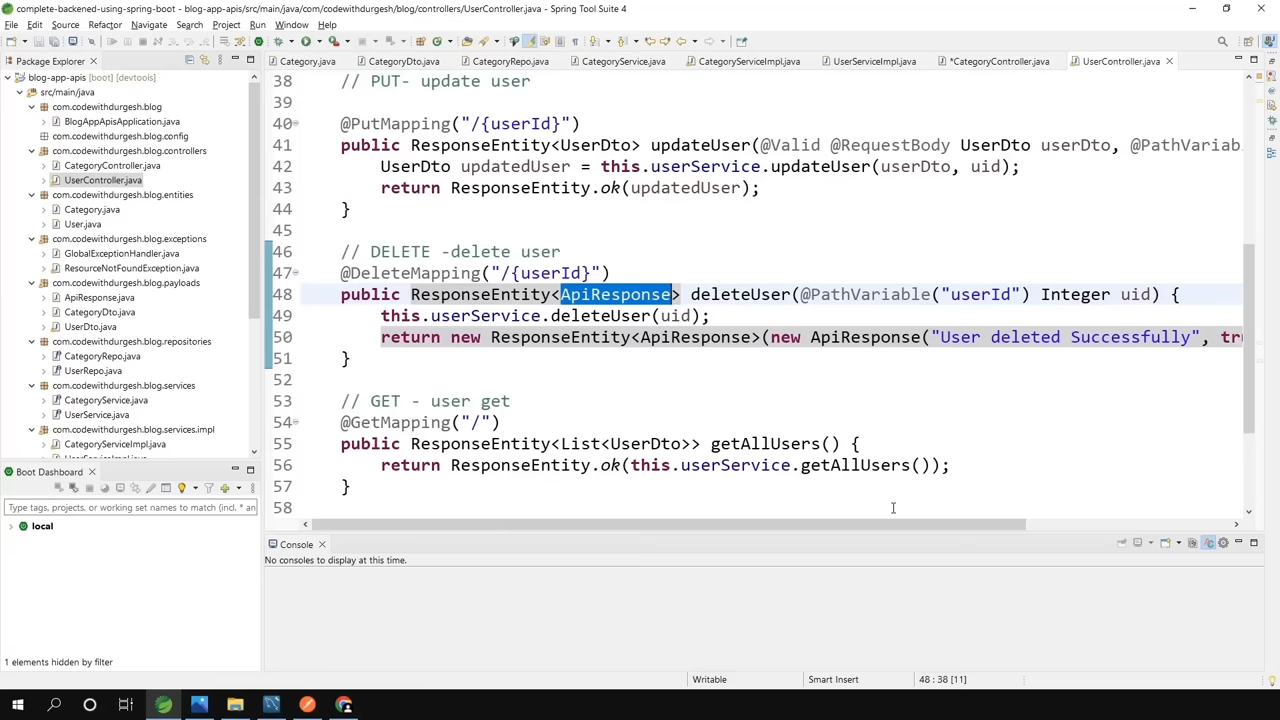 complete-backened-using-spring-boot - blog-app-apis/src/main/java/com/codewithdurgesh/blog/controllers/UserController.java - Spring Tool Suite 4
File Edit Source Refactor Navigate Search Project Run Window Help
Package Explorer
Category.java CategoryDto.java CategoryRepo.java CategoryService.java CategoryServiceImpl.java UserServiceImpl.java *CategoryController.java UserController.java
blog-app-apis [boot] [devtools]
src/main/java
com.codewithdurgesh.blog
BlogAppApisApplication.java
com.codewithdurgesh.blog.config
com.codewithdurgesh.blog.controllers
CategoryController.java
UserController.java
com.codewithdurgesh.blog.entities
Category.java
User.java
com.codewithdurgesh.blog.exceptions
GlobalExceptionHandler.java
ResourceNotFoundException.java
com.codewithdurgesh.blog.payloads
ApiResponse.java
CategoryDto.java
UserDto.java
com.codewithdurgesh.blog.repositories
CategoryRepo.java
UserRepo.java
com.codewithdurgesh.blog.services
CategoryService.java
UserService.java
com.codewithdurgesh.blog.services.impl
CategoryServiceImpl.java
38 // PUT- update user
39
40 @PutMapping("/{userId}")
41 public ResponseEntity<UserDto> updateUser(@Valid @RequestBody UserDto userDto, @PathVariab
42 UserDto updatedUser = this.userService.updateUser(userDto, uid);
43 return ResponseEntity.ok(updatedUser);
44 }
45
46 // DELETE -delete user
47 @DeleteMapping("/{userId}")
48 public ResponseEntity<ApiResponse> deleteUser(@PathVariable("userId") Integer uid) {
49 this.userService.deleteUser(uid);
50 return new ResponseEntity<ApiResponse>(new ApiResponse("User deleted Successfully", tr
51 }
52
53 // GET - user get
54 @GetMapping("/")
55 public ResponseEntity<List<UserDto>> getAllUsers() {
56 return ResponseEntity.ok(this.userService.getAllUsers());
57 }
58
Boot Dashboard
Type tags, projects, or working set names to match (incl. * an
local
1 elements hidden by filter
Console
No consoles to display at this time.
Writable Smart Insert 48 : 38 [11]